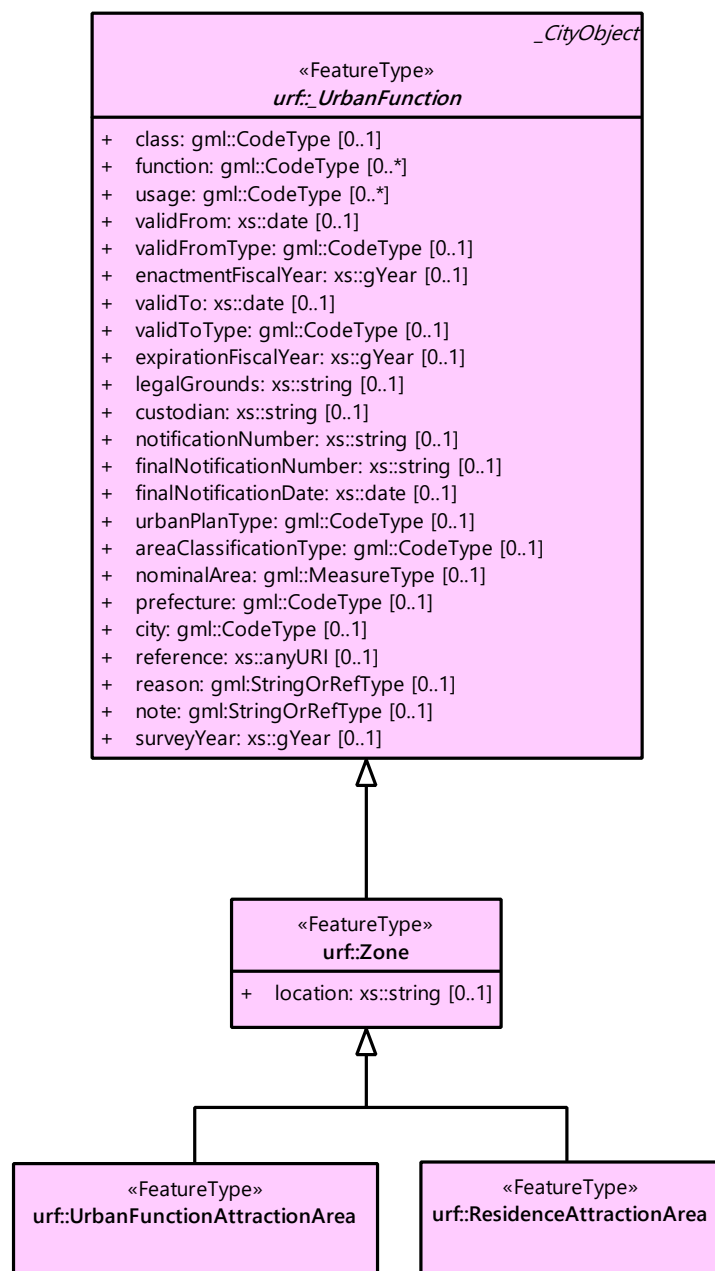 _CityObject
«FeatureType»
urf::_UrbanFunction
+ class: gml::CodeType [0..1]
+ function: gml::CodeType [0..*]
+ usage: gml::CodeType [0..*]
+ validFrom: xs::date [0..1]
+ validFromType: gml::CodeType [0..1]
+ enactmentFiscalYear: xs::gYear [0..1]
+ validTo: xs::date [0..1]
+ validToType: gml::CodeType [0..1]
+ expirationFiscalYear: xs::gYear [0..1]
+ legalGrounds: xs::string [0..1]
+ custodian: xs::string [0..1]
+ notificationNumber: xs::string [0..1]
+ finalNotificationNumber: xs::string [0..1]
+ finalNotificationDate: xs::date [0..1]
+ urbanPlanType: gml::CodeType [0..1]
+ areaClassificationType: gml::CodeType [0..1]
+ nominalArea: gml::MeasureType [0..1]
+ prefecture: gml::CodeType [0..1]
+ city: gml::CodeType [0..1]
+ reference: xs::anyURI [0..1]
+ reason: gml:StringOrRefType [0..1]
+ note: gml:StringOrRefType [0..1]
+ surveyYear: xs::gYear [0..1]
«FeatureType»
urf::Zone
+ location: xs::string [0..1]
«FeatureType»
urf::UrbanFunctionAttractionArea
«FeatureType»
urf::ResidenceAttractionArea